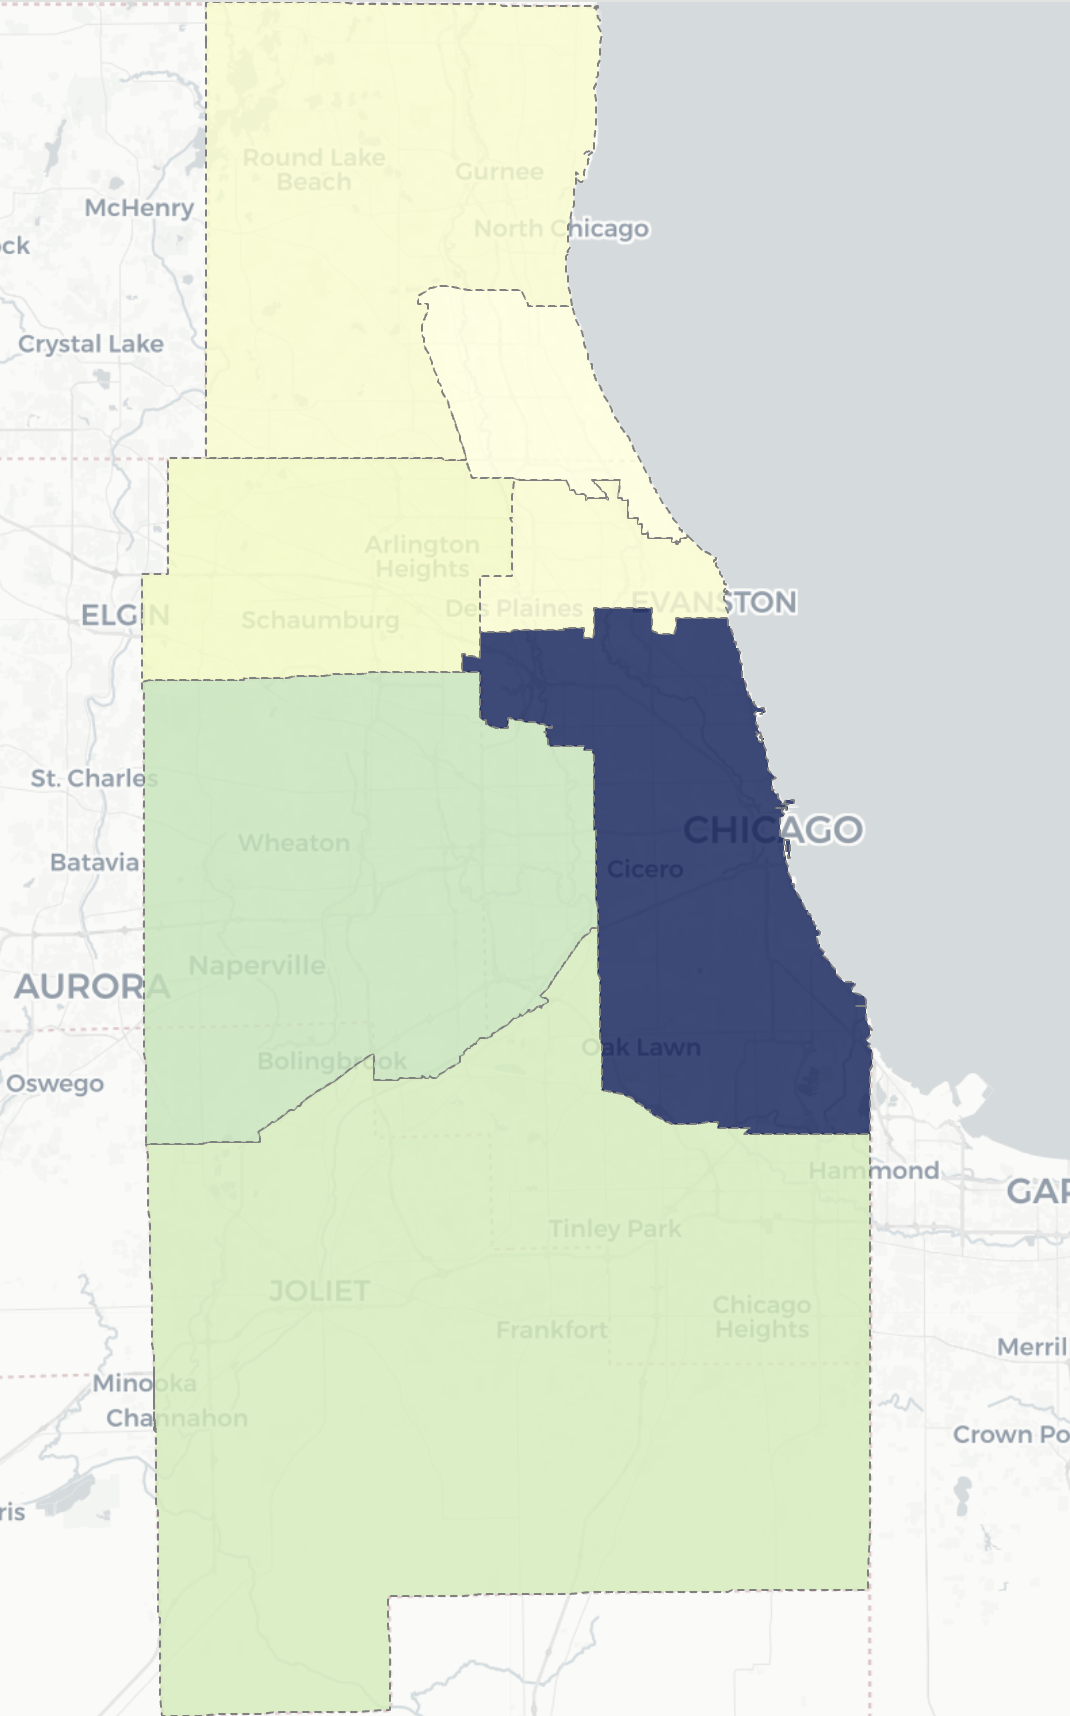 Round Lake
Beach
Gurnee
McHenry
North Chicago
ck
Crystal Lake
Arlington
Heights
EVANSTON
Des Plaines
ELGIN
Schaumburg
St. Charles
CHICAGO
Wheaton
Batavia
Cicero
Naperville
AURORA
Oak Lawn
Bolingbrook
Oswego
Hammond
GAR
Tinley Park
JOLIET
Chicago
Heights
Frankfort
Merril
Minooka
Channahon
Crown Po
ris